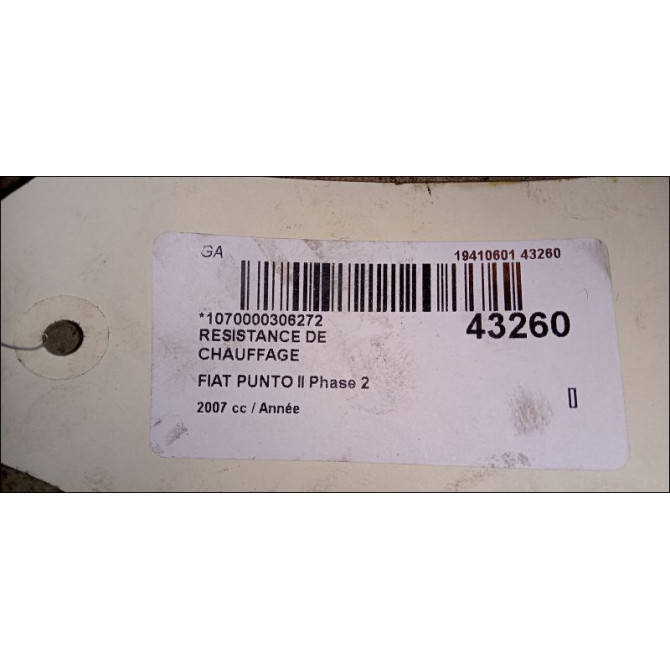 GA
19410601 43260
*1070000306272
43260
RESISTANCE DE
CHAUFFAGE
FIAT PUNTO II Phase 2
2007 cc / Année